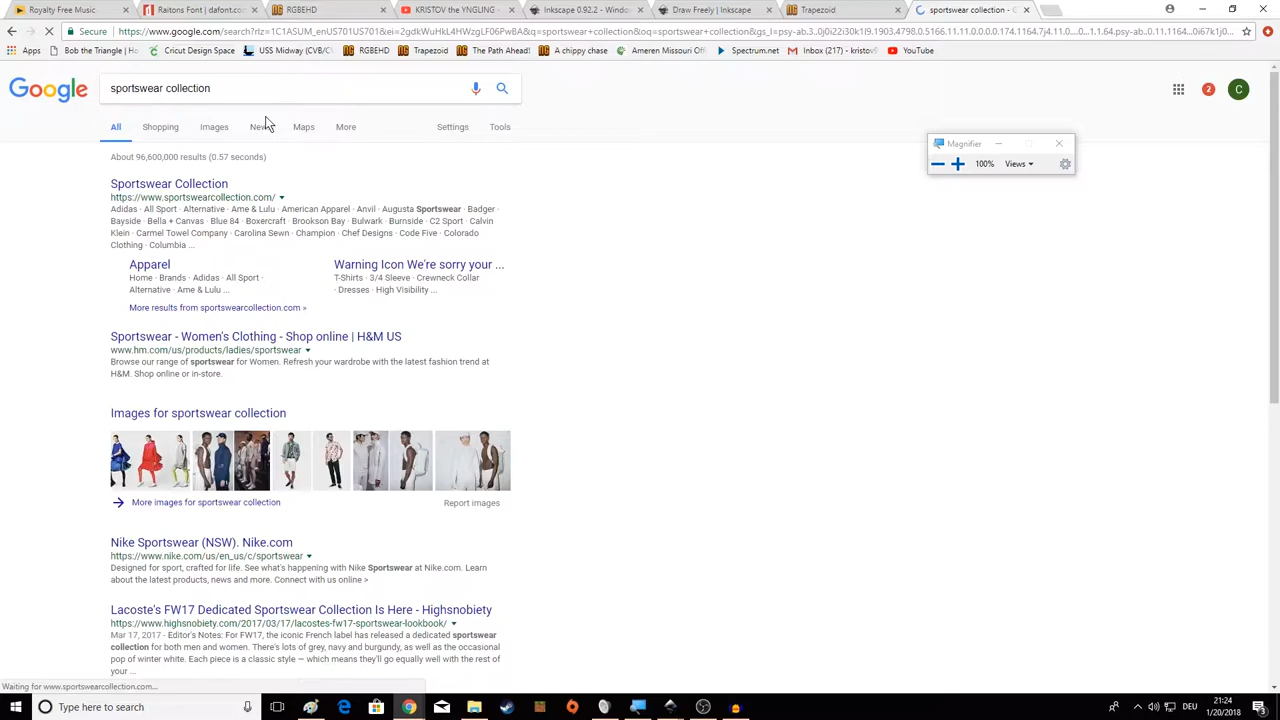 Royalty Free Music
Raitons Font | dafont.c
RGBEHD
KRISTOV the YNGLING -
Inkscape 0.92.2 - Windo
Draw Freely | Inkscape
Trapezoid
sportswear collection -
Apps
Bob the Triangle | Ho
Cricut Design Space
USS Midway (CVB/C
RGBEHD
Trapezoid
The Path Ahead!
A chippy chase
Ameren Missouri Off
Spectrum.net
Inbox (217) - kristov9
YouTube
Google
sportswear collection
All
Shopping
Images
News
Maps
More
Settings
Tools
2
C
Magnifier
100%
Views
About 96,600,000 results (0.57 seconds)
Sportswear Collection
https://www.sportswearcollection.com/
Adidas · All Sport · Alternative · Ame & Lulu · American Apparel · Anvil · Augusta Sportswear · Badger ·
Bayside · Bella + Canvas · Blue 84 · Boxercraft · Brookson Bay · Bulwark · Burnside · C2 Sport · Calvin
Klein · Carmel Towel Company · Carolina Sewn · Champion · Chef Designs · Code Five · Colorado
Clothing · Columbia ...
Apparel
Home · Brands · Adidas · All Sport ·
Alternative · Ame & Lulu ...
Warning Icon We're sorry your ...
T-Shirts · 3/4 Sleeve · Crewneck Collar
· Dresses · High Visibility ...
More results from sportswearcollection.com »
Sportswear - Women's Clothing - Shop online | H&M US
www.hm.com/us/products/ladies/sportswear
Browse our range of sportswear for Women. Refresh your wardrobe with the latest fashion trend at
H&M. Shop online or in-store.
Images for sportswear collection
More images for sportswear collection
Report images
Nike Sportswear (NSW). Nike.com
https://www.nike.com/us/en_us/c/sportswear
Designed for sport, crafted for life. See what's happening with Nike Sportswear at Nike.com. Learn
about the latest products, news and more. Connect with us online >
Lacoste's FW17 Dedicated Sportswear Collection Is Here - Highsnobiety
https://www.highsnobiety.com/2017/03/17/lacostes-fw17-sportswear-lookbook/
Mar 17, 2017 - Editor's Notes: For FW17, the iconic French label has released a dedicated sportswear
collection for both men and women. There's lots of grey, navy and burgundy, as well as the occasional
pop of winter white. Each piece is a classic style — which means they'll go equally well with the rest of
your ...
Waiting for www.sportswearcollection.com...
Type here to search
DEU
21:24
1/20/2018